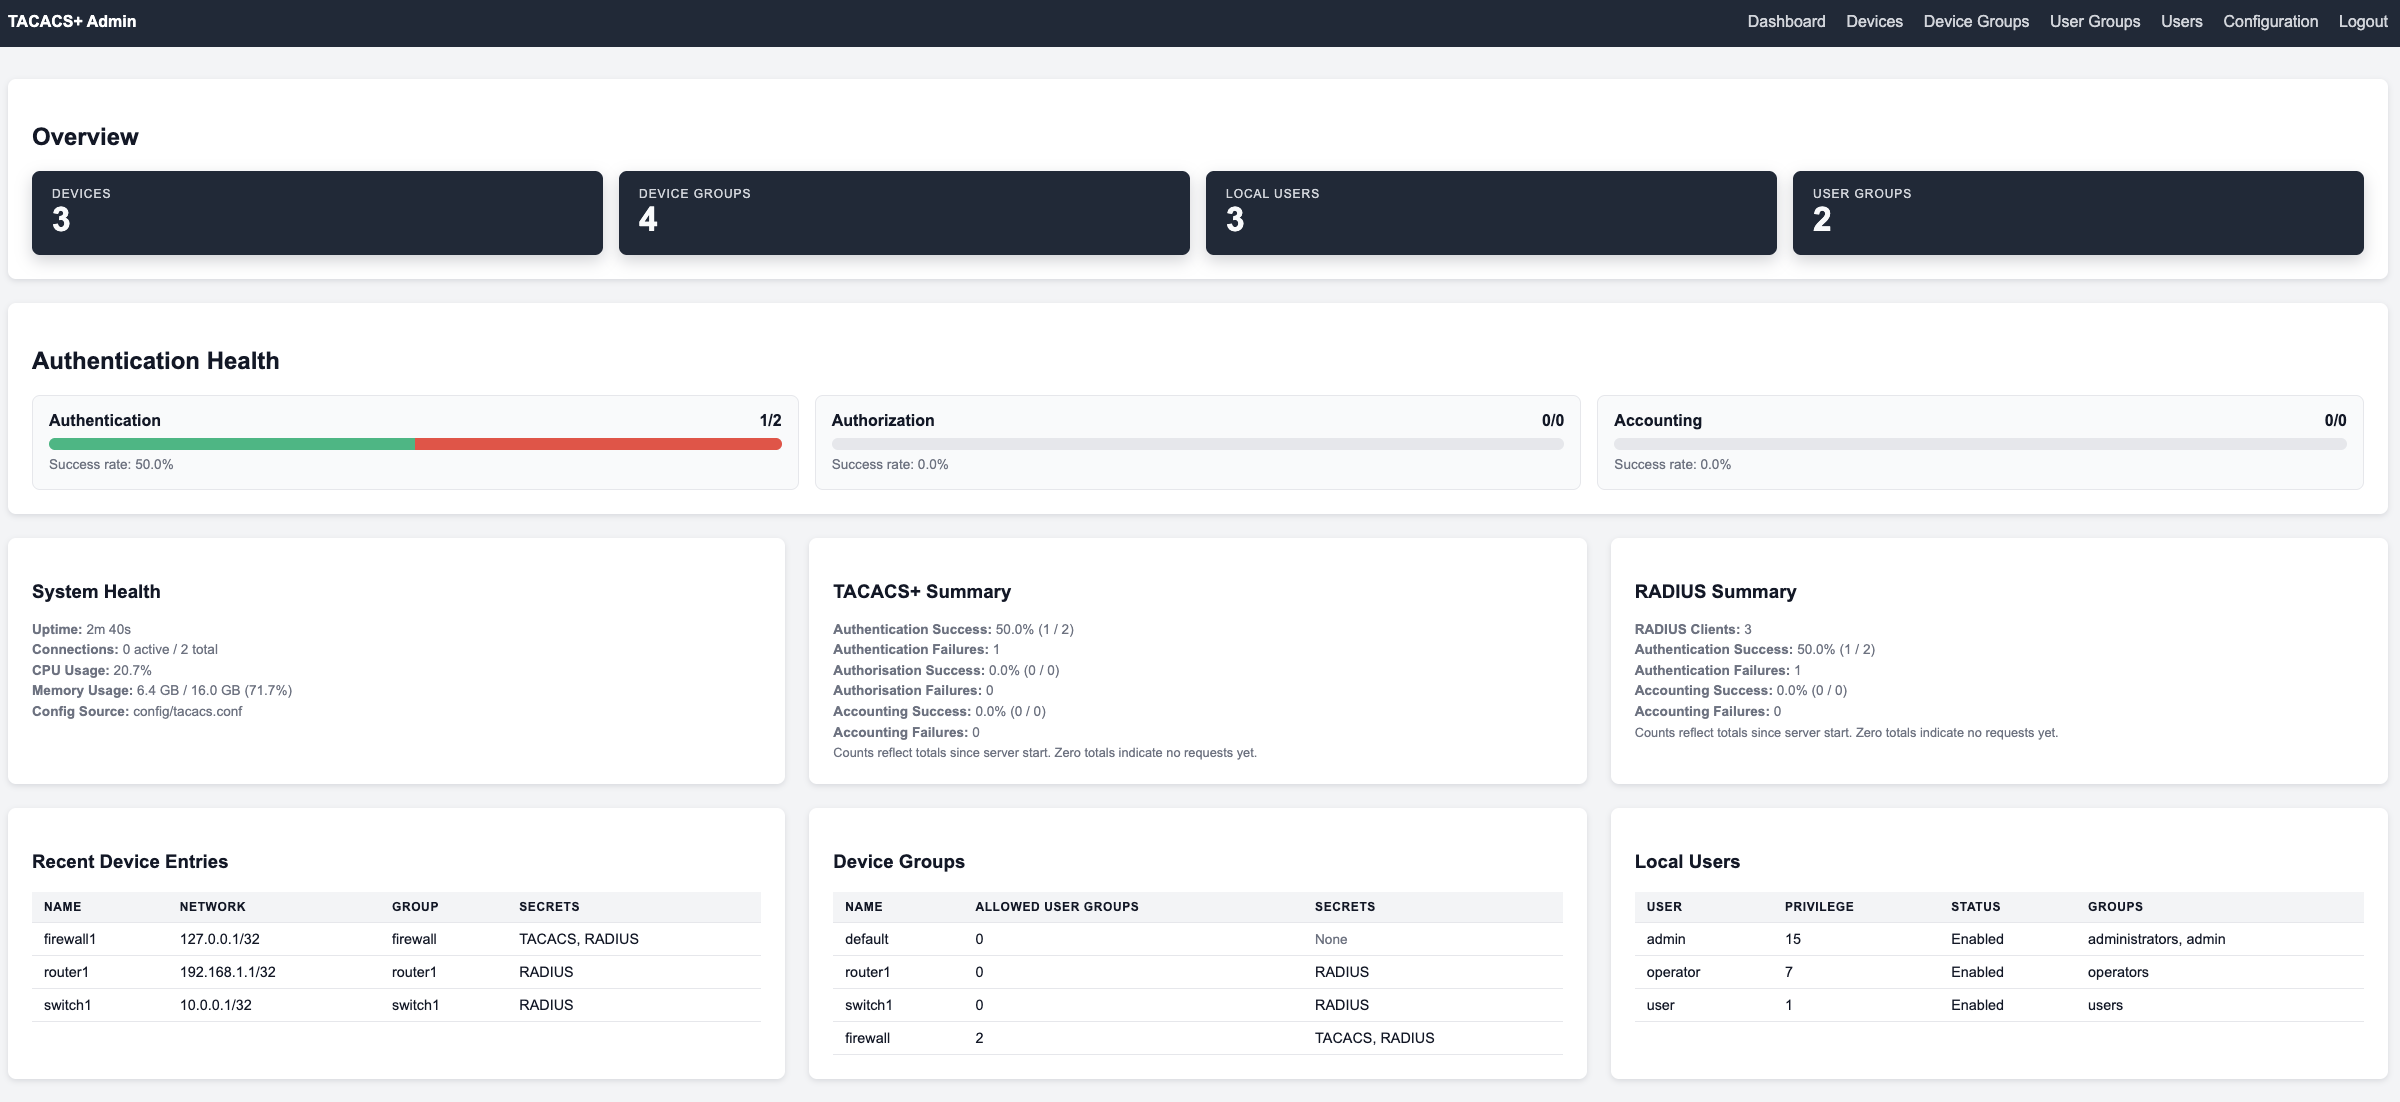 TACACS+ Admin Dashboard Devices Device Groups User Groups Users Configuration Logout
Overview
DEVICES
3
DEVICE GROUPS
4
LOCAL USERS
3
USER GROUPS
2
Authentication Health
Authentication 1/2
Success rate: 50.0%
Authorization 0/0
Success rate: 0.0%
Accounting 0/0
Success rate: 0.0%
System Health
Uptime: 2m 40s
Connections: 0 active / 2 total
CPU Usage: 20.7%
Memory Usage: 6.4 GB / 16.0 GB (71.7%)
Config Source: config/tacacs.conf
TACACS+ Summary
Authentication Success: 50.0% (1 / 2)
Authentication Failures: 1
Authorisation Success: 0.0% (0 / 0)
Authorisation Failures: 0
Accounting Success: 0.0% (0 / 0)
Accounting Failures: 0
Counts reflect totals since server start. Zero totals indicate no requests yet.
RADIUS Summary
RADIUS Clients: 3
Authentication Success: 50.0% (1 / 2)
Authentication Failures: 1
Accounting Success: 0.0% (0 / 0)
Accounting Failures: 0
Counts reflect totals since server start. Zero totals indicate no requests yet.
Recent Device Entries
NAME NETWORK GROUP SECRETS
firewall1 127.0.0.1/32 firewall TACACS, RADIUS
router1 192.168.1.1/32 router1 RADIUS
switch1 10.0.0.1/32 switch1 RADIUS
Device Groups
NAME ALLOWED USER GROUPS SECRETS
default 0 None
router1 0 RADIUS
switch1 0 RADIUS
firewall 2 TACACS, RADIUS
Local Users
USER PRIVILEGE STATUS GROUPS
admin 15 Enabled administrators, admin
operator 7 Enabled operators
user 1 Enabled users